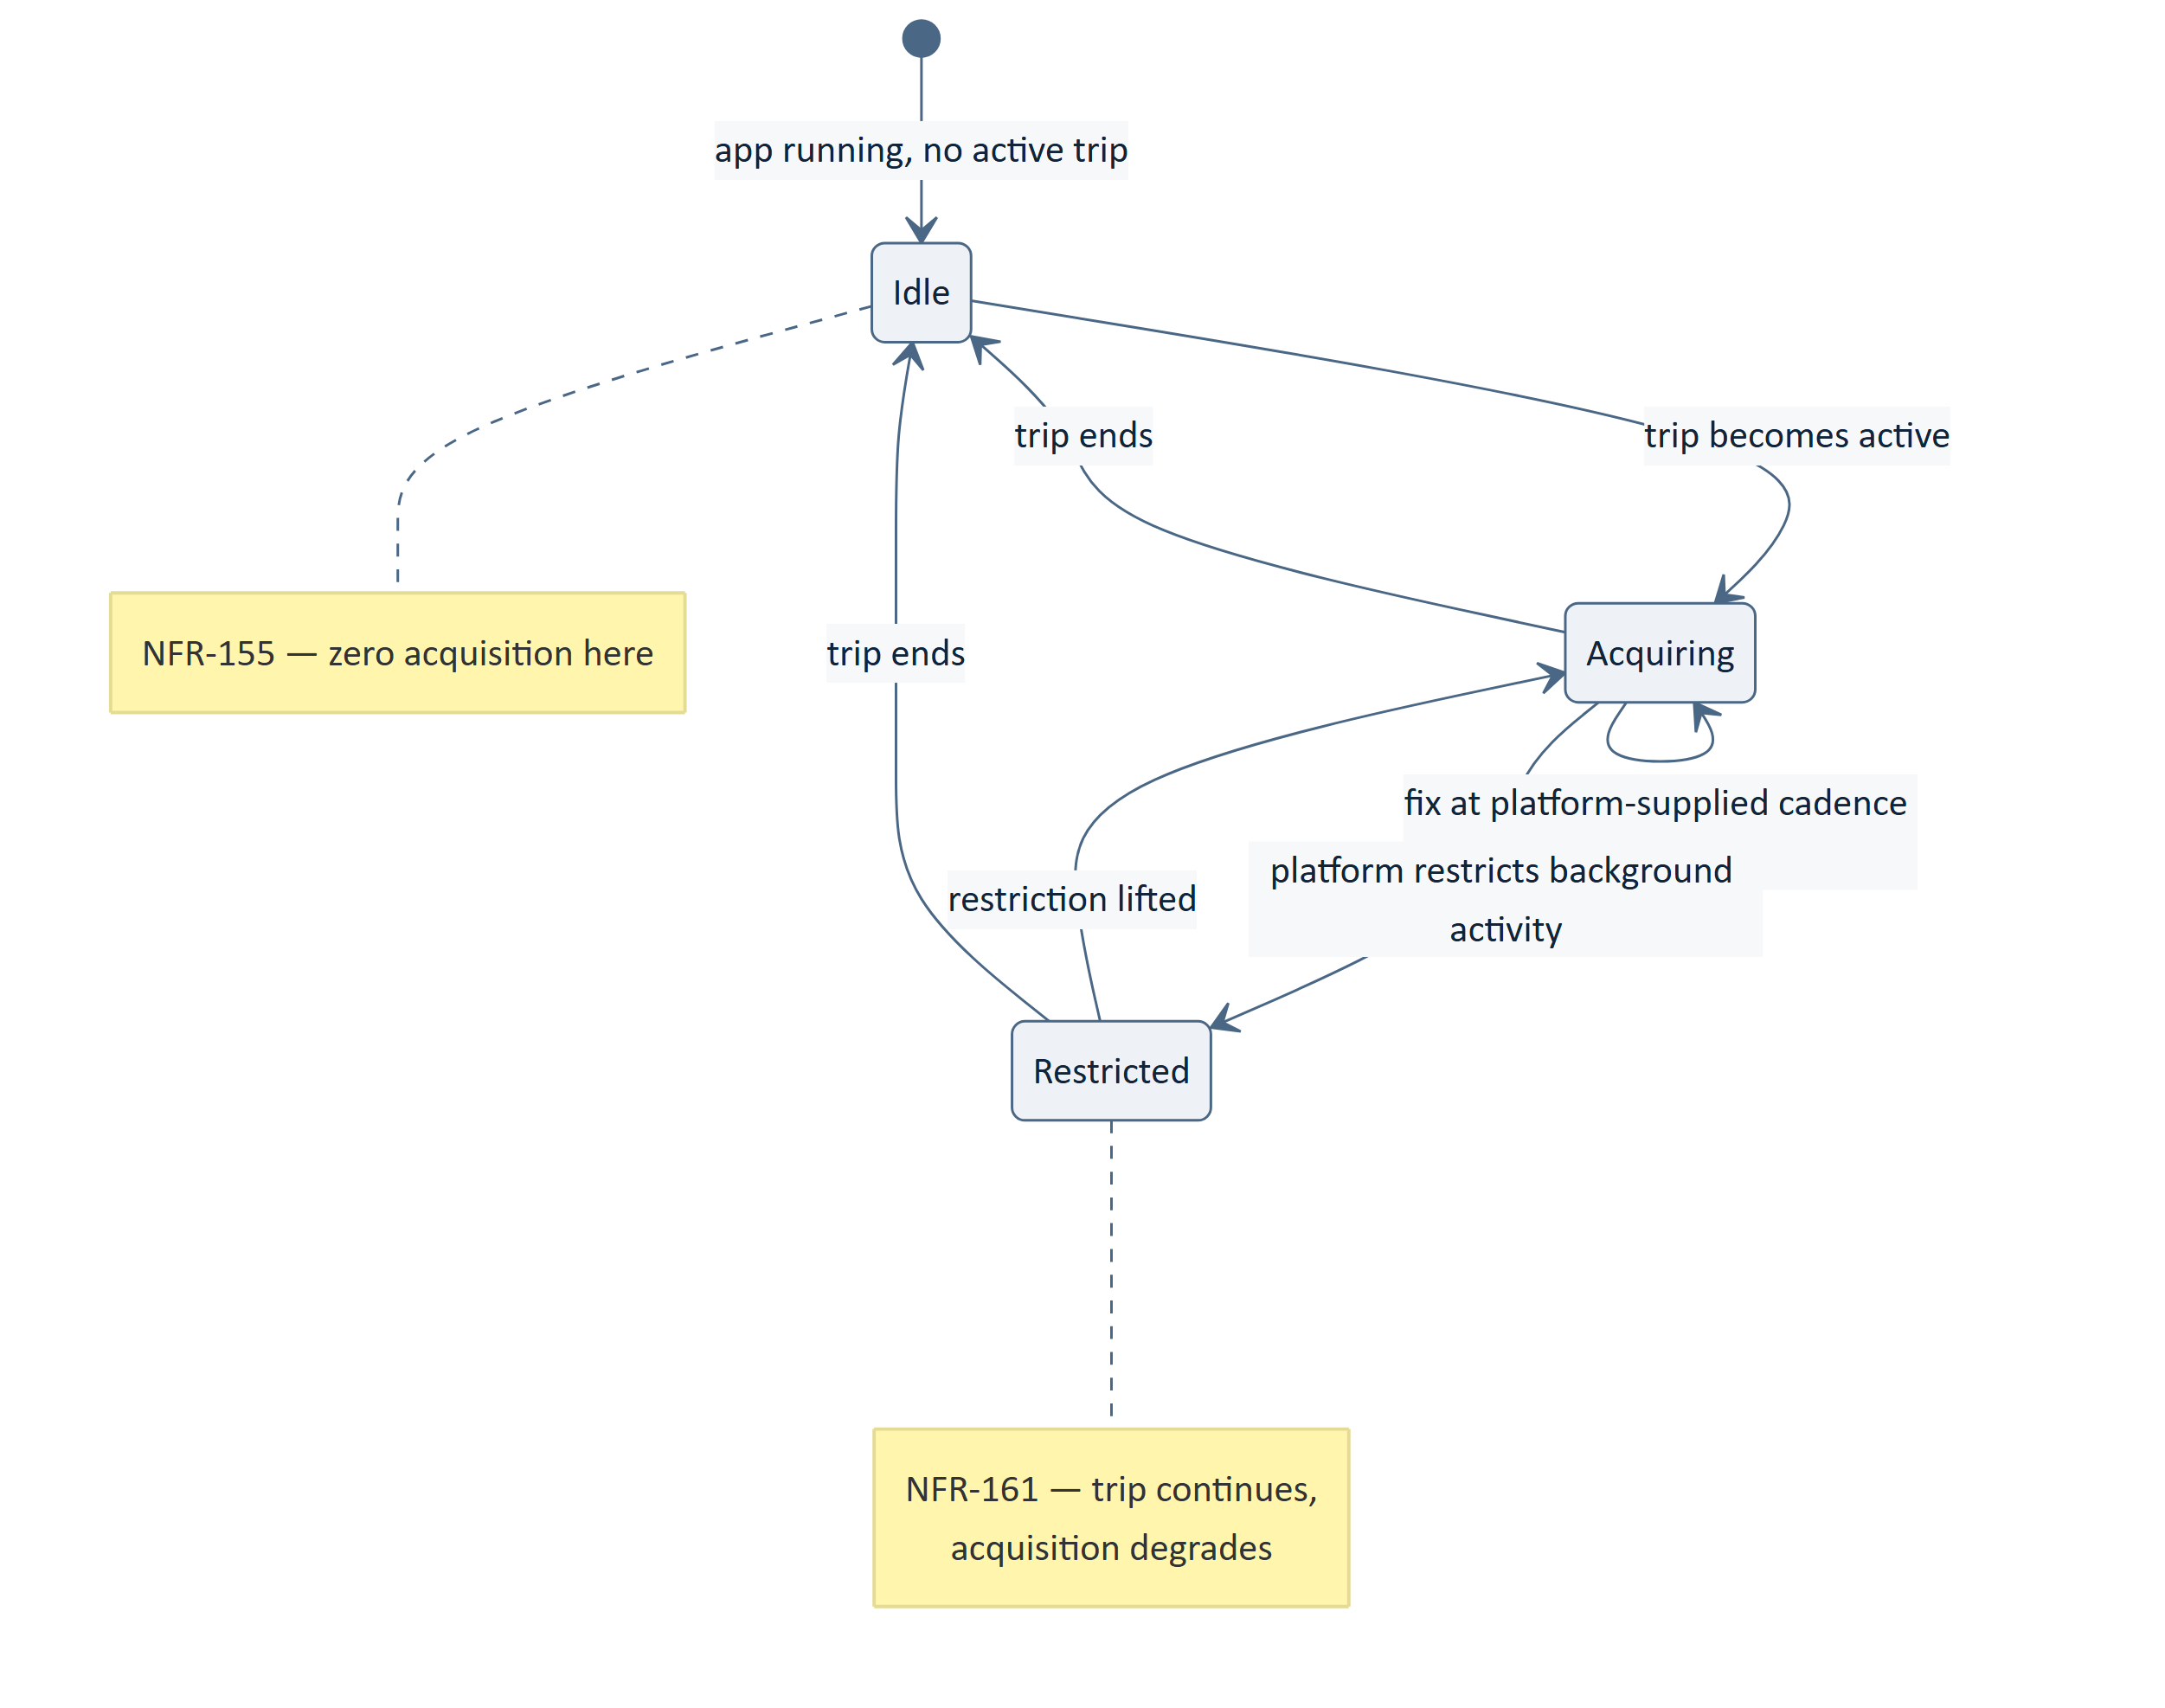 app running, no active trip
Idle
trip ends
trip becomes active
NFR-155 — zero acquisition here
trip ends
Acquiring
fix at platform-supplied cadence
restriction lifted
platform restricts background
activity
Restricted
NFR-161 — trip continues,
acquisition degrades